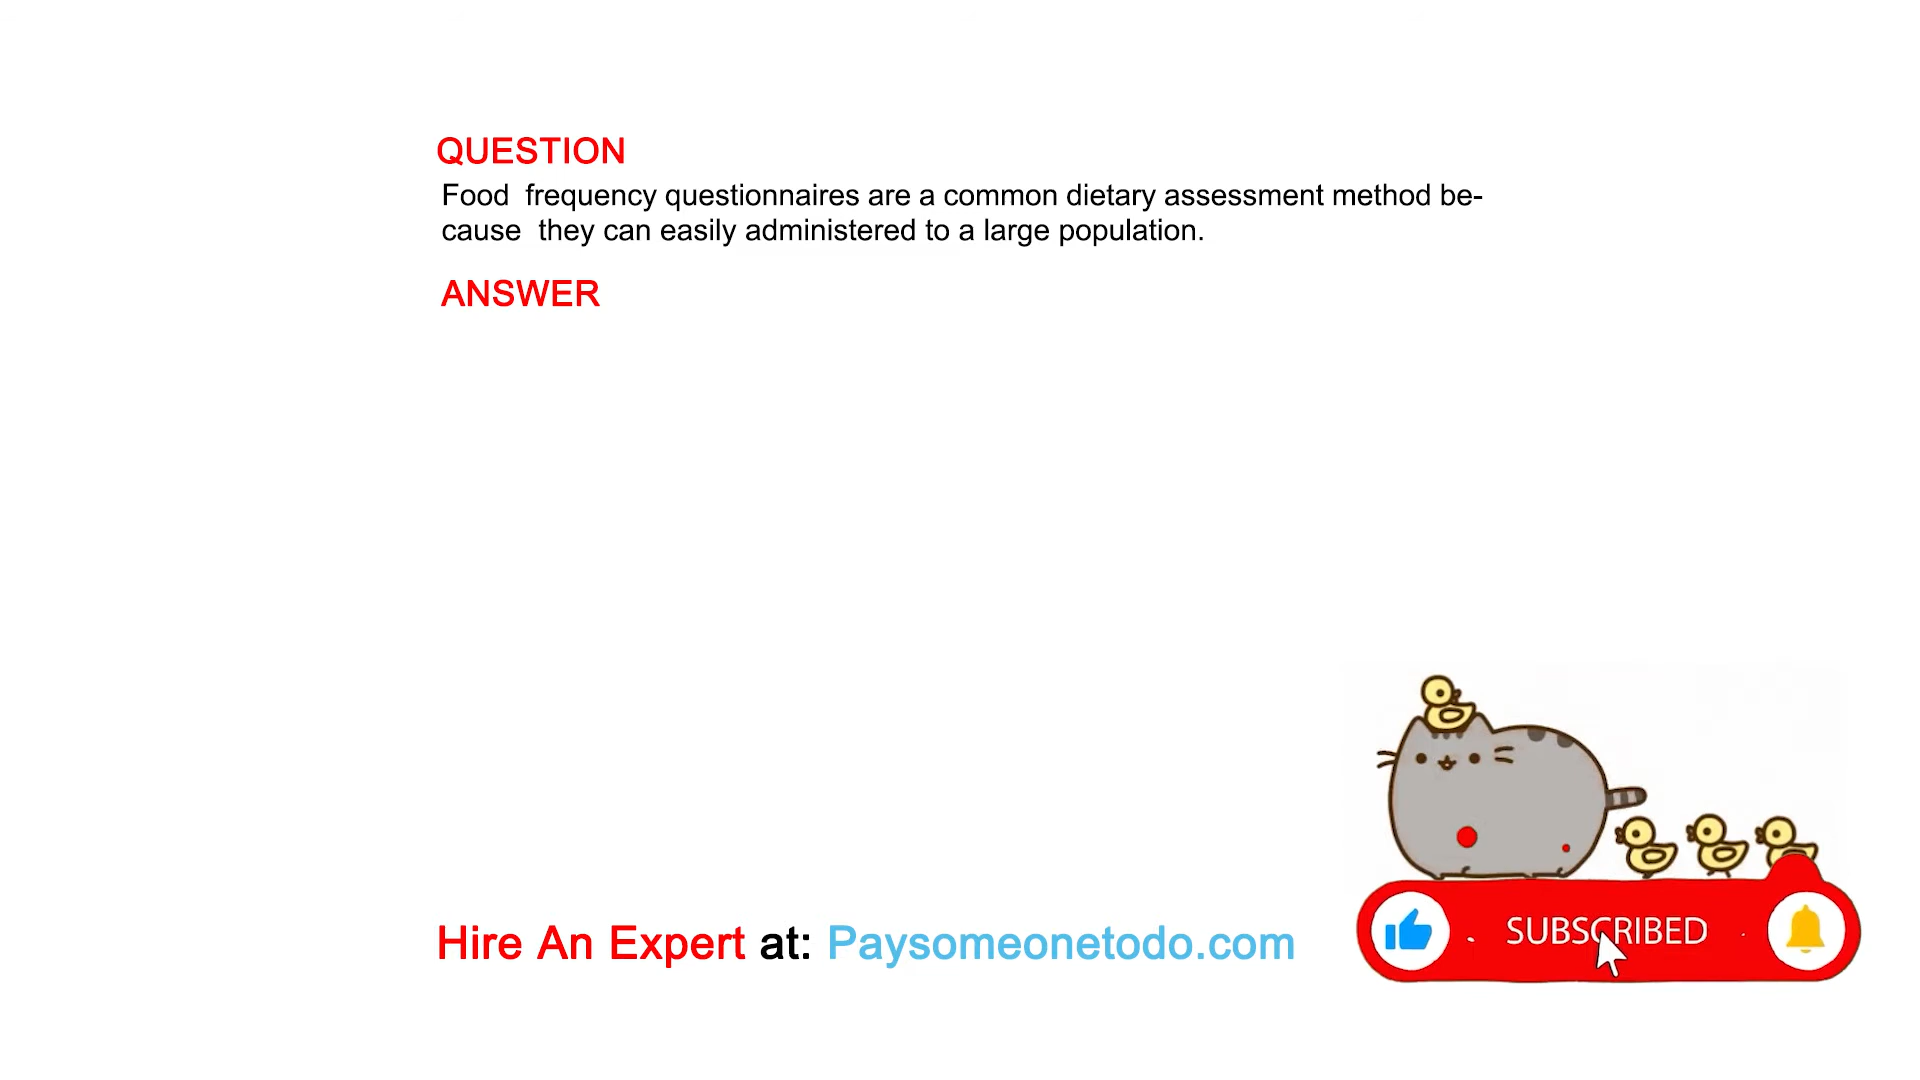 QUESTION
Food  frequency questionnaires are a common dietary assessment method be-
cause  they can easily administered to a large population.
ANSWER
Hire An Expert at: Paysomeonetodo.com
SUBSCRIBED